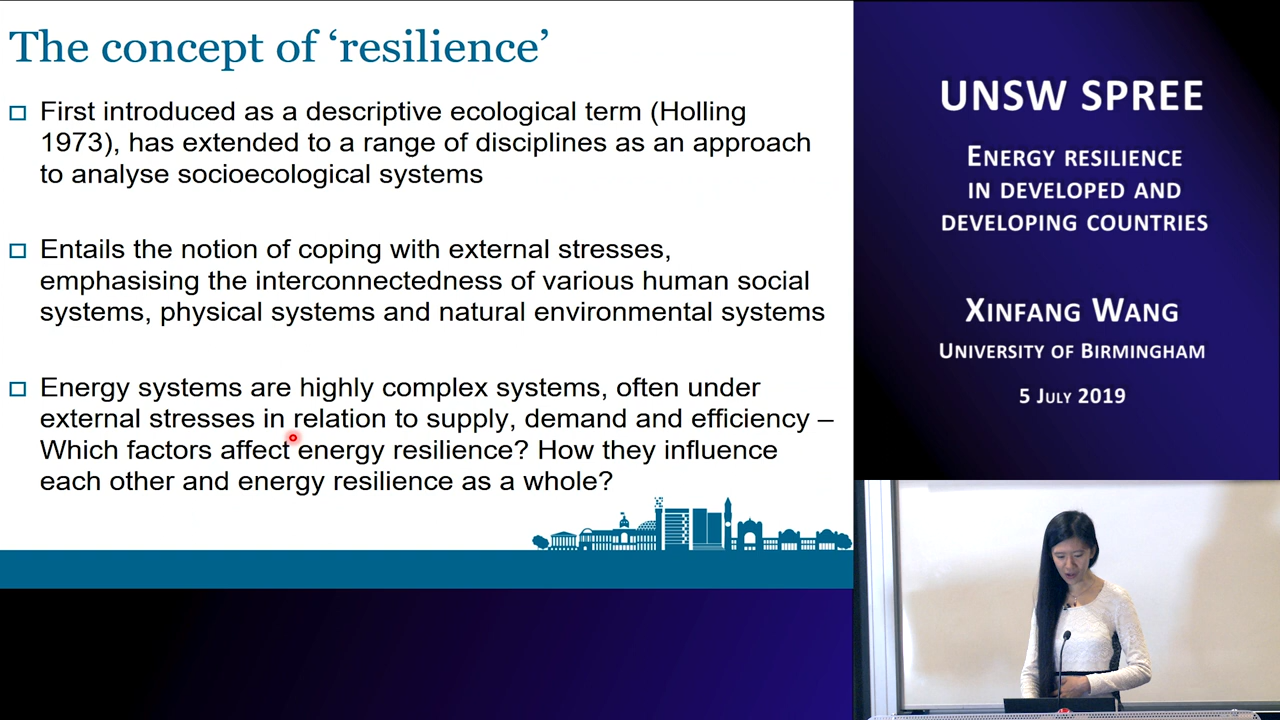 The concept of ‘resilience’
First introduced as a descriptive ecological term (Holling
1973), has extended to a range of disciplines as an approach
to analyse socioecological systems
Entails the notion of coping with external stresses,
emphasising the interconnectedness of various human social
systems, physical systems and natural environmental systems
Energy systems are highly complex systems, often under
external stresses in relation to supply, demand and efficiency –
Which factors affect energy resilience? How they influence
each other and energy resilience as a whole?
UNSW SPREE
ENERGY RESILIENCE
IN DEVELOPED AND
DEVELOPING COUNTRIES
XINFANG WANG
UNIVERSITY OF BIRMINGHAM
5 JULY 2019